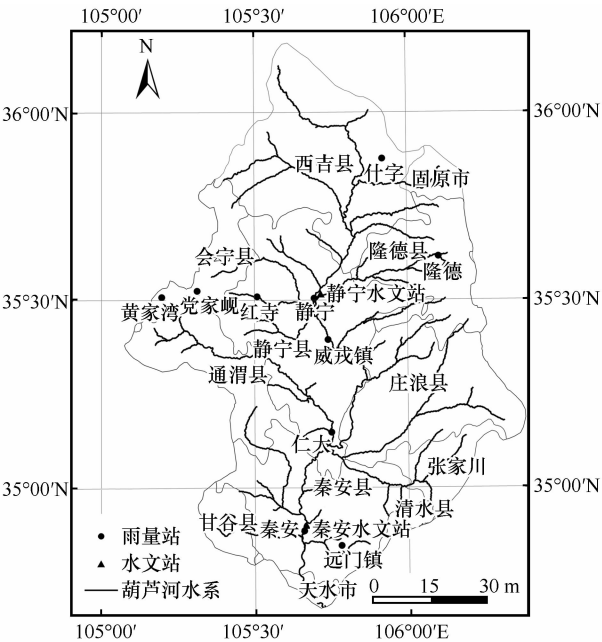 105°00′ 105°30′E 106°00′E
N
36°00′N 36°00′N
西吉县 什字 固原市
会宁县 隆德县 隆德
35°30′N 35°30′N
黄家湾 党家岘 红寺 静宁 静宁水文站
静宁县 威戎镇
通渭县 庄浪县
仁大
张家川
35°00′N 35°00′N
秦安县
清水县
甘谷县 秦安 秦安水文站
远门镇
天水市
雨量站
水文站
葫芦河水系
0 15 30 m
105°00′ 105°30′E 106°00′E